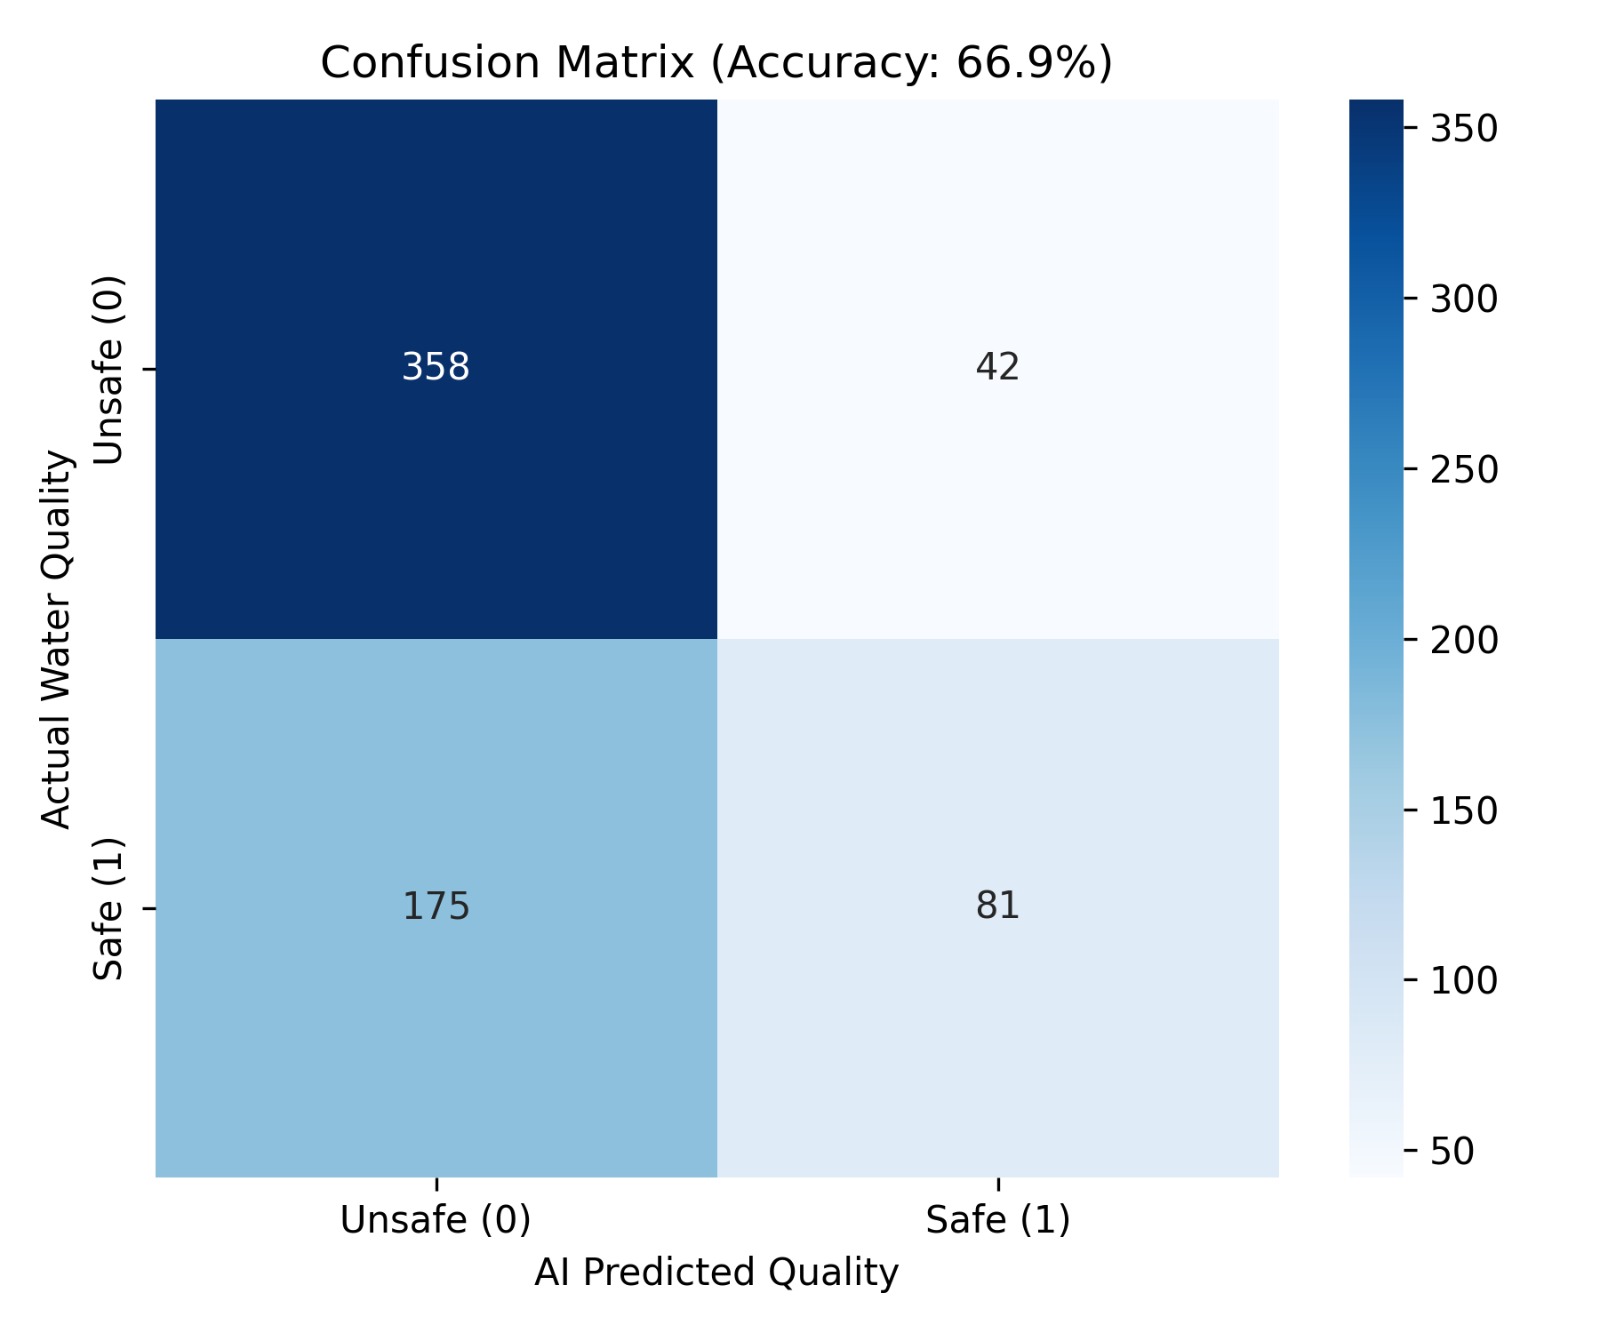 Confusion Matrix (Accuracy: 66.9%)
Actual Water Quality
Unsafe (0)
Safe (1)
358
42
175
81
Unsafe (0)
Safe (1)
AI Predicted Quality
350
300
250
200
150
100
50